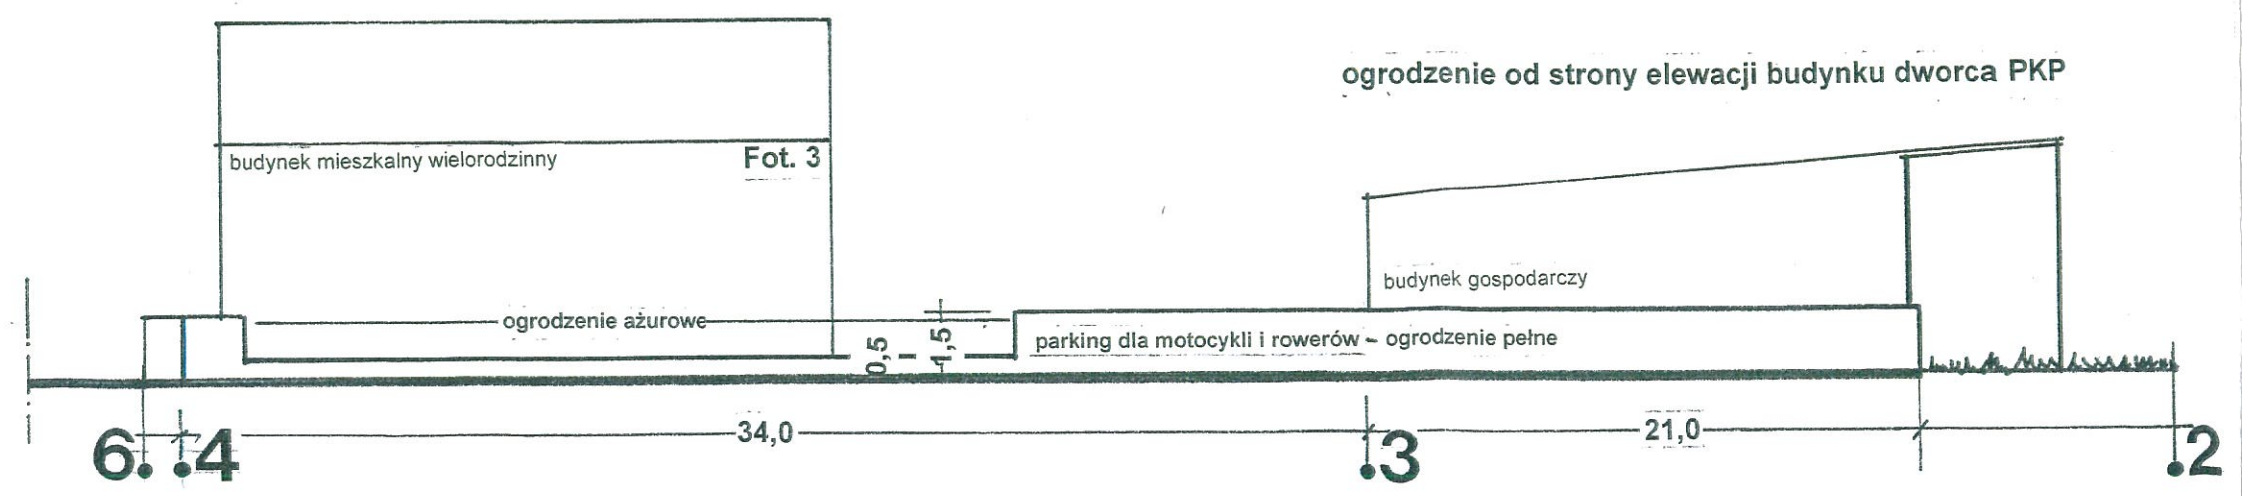 ogrodzenie od strony elewacji budynku dworca PKP
budynek mieszkalny wielorodzinny
Fot. 3
budynek gospodarczy
ogrodzenie ażurowe
0,5
1,5
parking dla motocykli i rowerów – ogrodzenie pełne
34,0
21,0
6.
.4
.3
.2